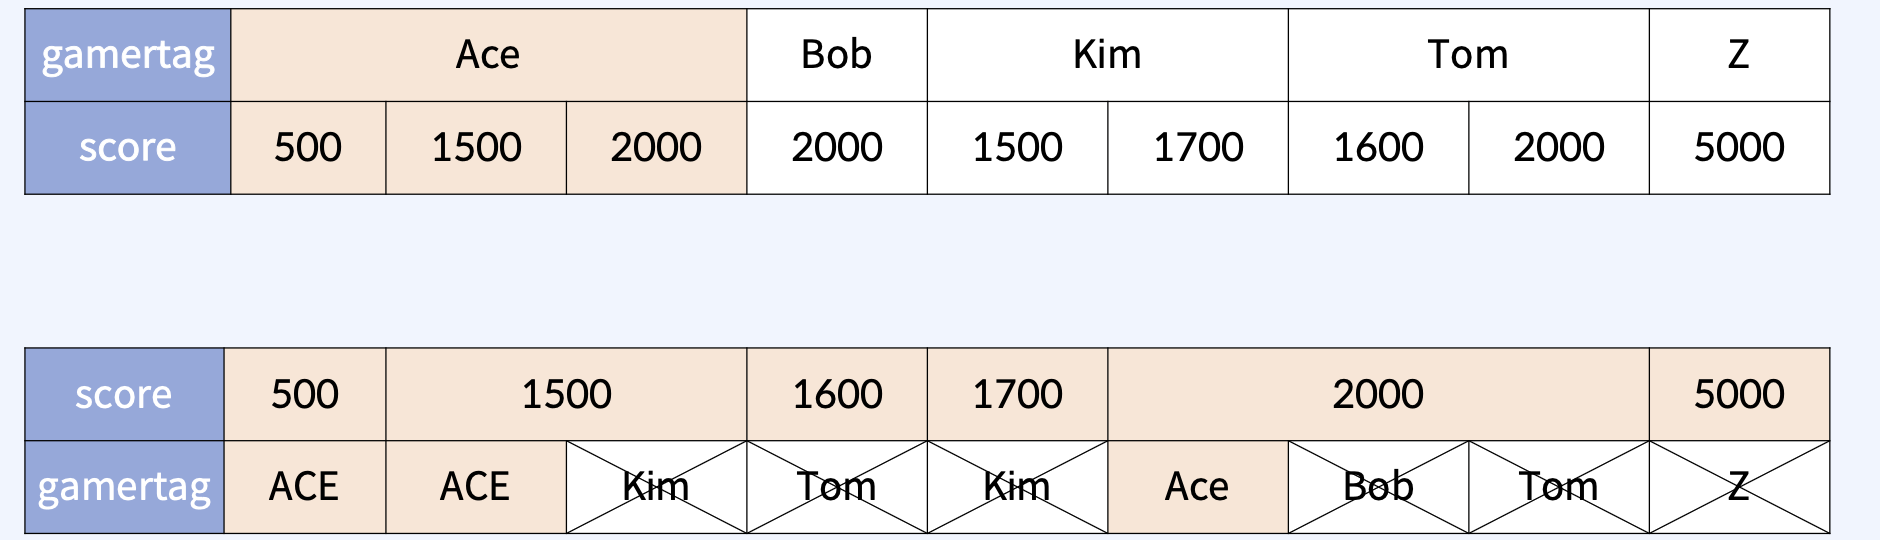 gamertag Ace Bob Kim Tom Z
score 500 1500 2000 2000 1500 1700 1600 2000 5000
score 500 1500 1600 1700 2000 5000
gamertag ACE ACE Kim Tom Kim Ace Bob Tom Z